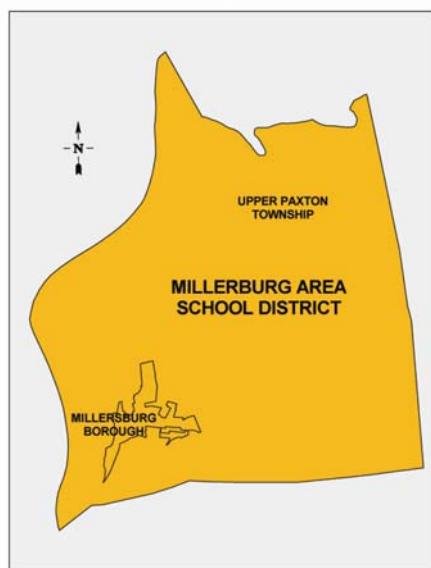 N
UPPER PAXTON
TOWNSHIP
MILLERBURG AREA
SCHOOL DISTRICT
MILLERSBURG
BOROUGH